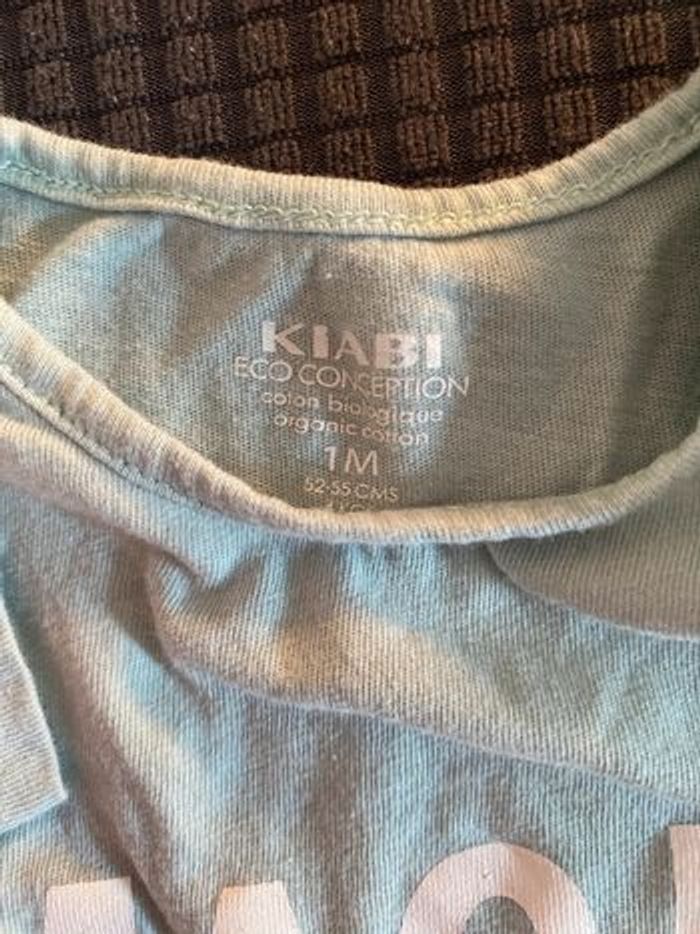 KIABI
ECO CONCEPTION
coton biologique
organic cotton
1M
52-55 CMS